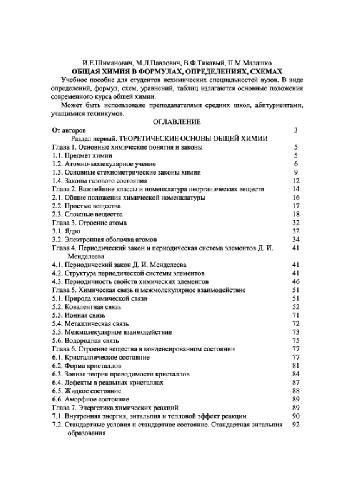 И.Е.Шиманович, М.Л.Павлович, В.Ф.Тикавый, П.М.Малашко
ОБЩАЯ ХИМИЯ В ФОРМУЛАХ, ОПРЕДЕЛЕНИЯХ, СХЕМАХ
Учебное пособие для студентов нехимических специальностей вузов. В виде
определений, формул, схем, уравнений, таблиц излагаются основные положения
современного курса общей химии.
Может быть использовано преподавателями средних школ, абитуриентами,
учащимися техникумов.
ОГЛАВЛЕНИЕ
От авторов 3
Раздел первый. ТЕОРЕТИЧЕСКИЕ ОСНОВЫ ОБЩЕЙ ХИМИИ
Глава 1. Основные химические понятия и законы 5
1.1. Предмет химии 5
1.2. Атомно-молекулярное учение 6
1.3. Основные стехиометрические законы химии 9
1.4. Законы газового состояния 12
Глава 2. Важнейшие классы и номенклатура неорганических веществ 14
2.1. Общие положения химической номенклатуры 16
2.2. Простые вещества 17
2.3. Сложные вещества 18
Глава 3. Строение атома 32
3.1. Ядро 32
3.2. Электронная оболочка атома 34
Глава 4. Периодический закон и периодическая система элементов Д. И. 41
Менделеева
4.1. Периодический закон Д. И. Менделеева 41
4.2. Структура периодической системы элементов 41
4.3. Периодичность свойств химических элементов 46
Глава 5. Химическая связь и межмолекулярное взаимодействие 51
5.1. Природа химической связи 51
5.2. Ковалентная связь 52
5.3. Ионная связь 71
5.4. Металлическая связь 72
5.5. Межмолекулярное взаимодействие 73
5.6. Водородная связь 75
Глава 6. Строение вещества в конденсированном состоянии 77
6.1. Кристаллическое состояние 77
6.2. Форма кристаллов 81
6.3. Зонная теория проводимости кристаллов 84
6.4. Дефекты в реальных кристаллах 87
6.5. Жидкое состояние 88
6.6. Аморфное состояние 89
Глава 7. Энергетика химических реакций 89
7.1. Внутренняя энергия, энтальпия и тепловой эффект реакции 90
7.2. Стандартные условия и стандартное состояние. Стандартная энтальпия 92
образования